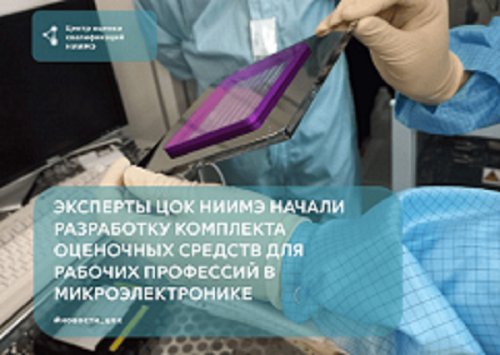 Центр оценки
квалификаций
НИИМЭ
ЭКСПЕРТЫ ЦОК НИИМЭ НАЧАЛИ
РАЗРАБОТКУ КОМПЛЕКТА
ОЦЕНОЧНЫХ СРЕДСТВ ДЛЯ
РАБОЧИХ ПРОФЕССИЙ В
МИКРОЭЛЕКТРОНИКЕ
#новости_цок